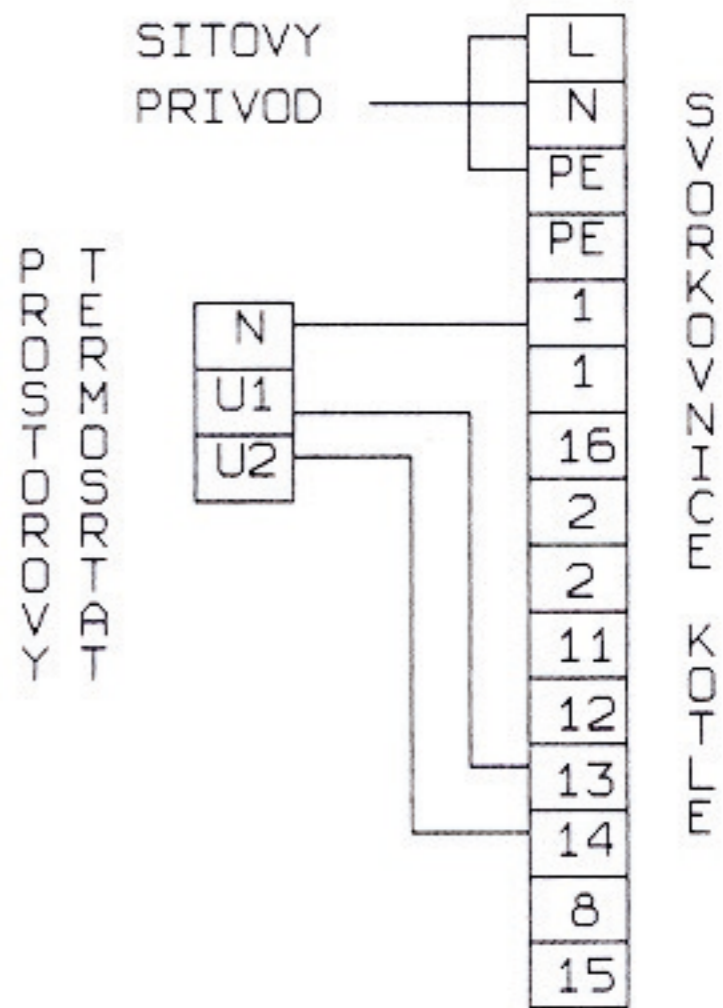 SITOVY
PRIVOD
PROSTOROVY
TERMOSRTAT
N
U1
U2
L
N
PE
PE
1
1
16
2
2
11
12
13
14
8
15
SVORKOVNICE KOTLE